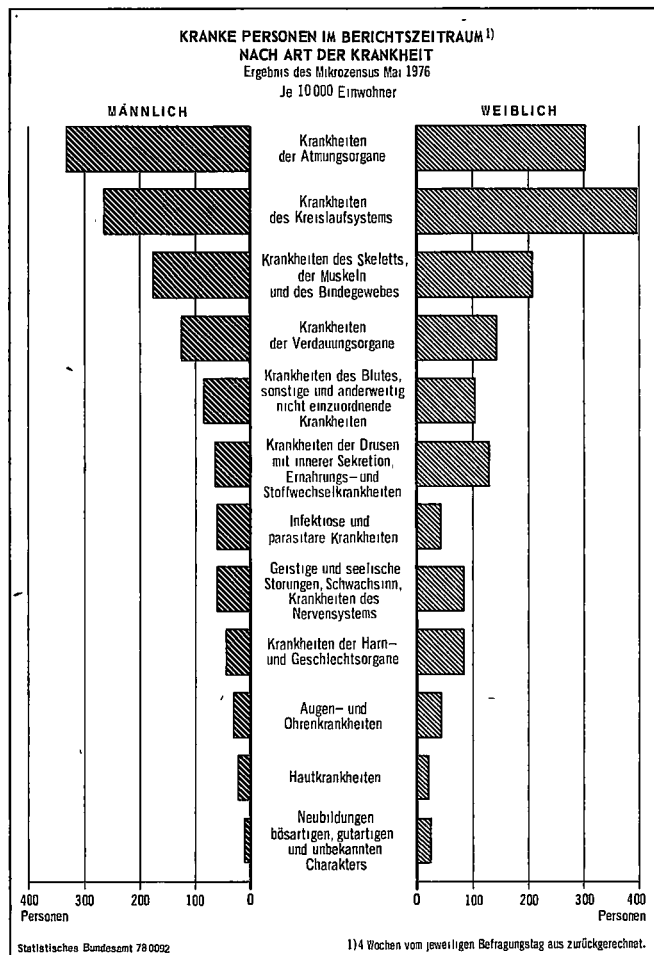 KRANKE PERSONEN IM BERICHTSZEITRAUM 1)
NACH ART DER KRANKHEIT
Ergebnis des Mikrozensus Mai 1976
Je 10 000 Einwohner
MÄNNLICH
WEIBLICH
Krankheiten
der Atmungsorgane
Krankheiten
des Kreislaufsystems
Krankheiten des Skeletts,
der Muskeln
und des Bindegewebes
Krankheiten
der Verdauungsorgane
Krankheiten des Blutes,
sonstige und anderweitig
nicht einzuordnende
Krankheiten
Krankheiten der Drusen
mit innerer Sekretion,
Ernahrungs- und
Stoffwechselkrankheiten
Infektiose und
parasitare Krankheiten
Geistige und seelische
Storungen, Schwachsinn,
Krankheiten des
Nervensystems
Krankheiten der Harn-
und Geschlechtsorgane
Augen- und
Ohrenkrankheiten
Hautkrankheiten
Neubildungen
bösartigen, gutartigen
und unbekannten
Charakters
400 300 200 100 0
Personen
0 100 200 300 400
Personen
Statistisches Bundesamt 78 0092
1) 4 Wochen vom jeweiligen Befragungstag aus zurückgerechnet.